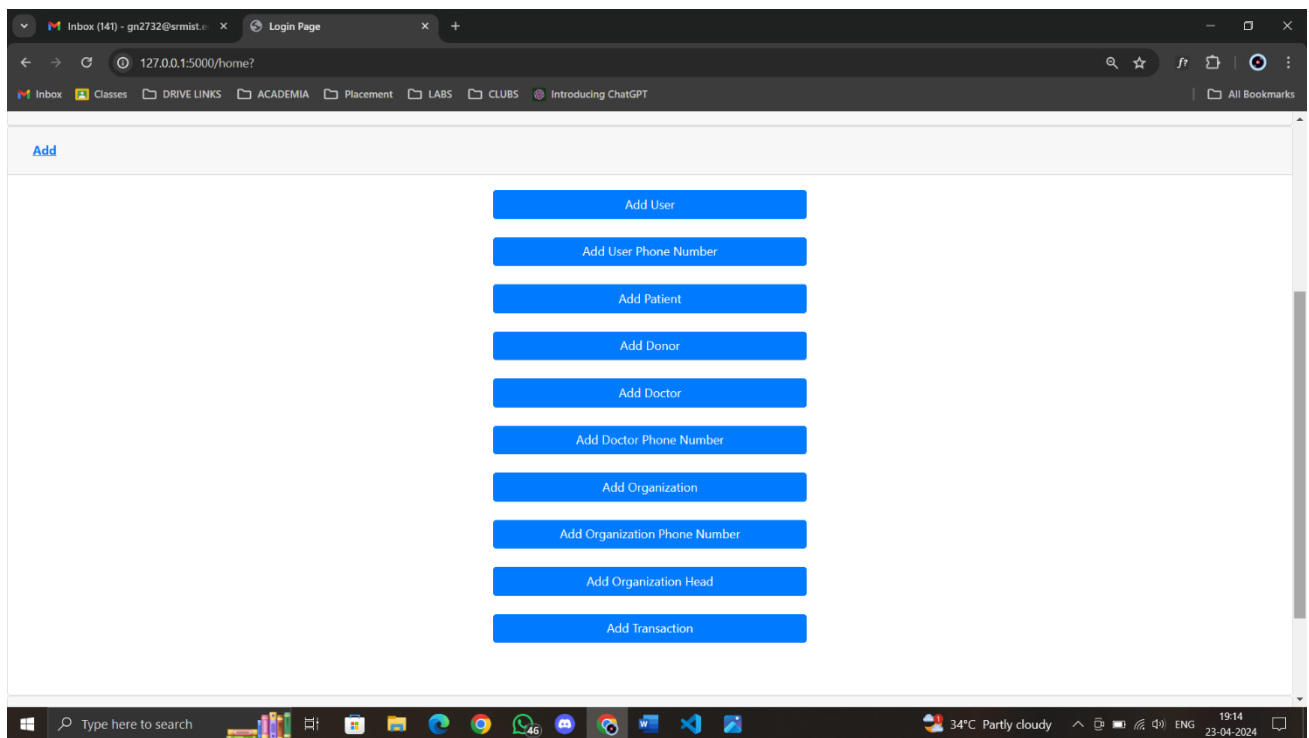 Inbox (141) - gn2732@srmist.e
Login Page
127.0.0.1:5000/home?
Inbox
Classes
DRIVE LINKS
ACADEMIA
Placement
LABS
CLUBS
Introducing ChatGPT
All Bookmarks
Add
Add User
Add User Phone Number
Add Patient
Add Donor
Add Doctor
Add Doctor Phone Number
Add Organization
Add Organization Phone Number
Add Organization Head
Add Transaction
Type here to search
46
34°C Partly cloudy
ENG
19:14
23-04-2024